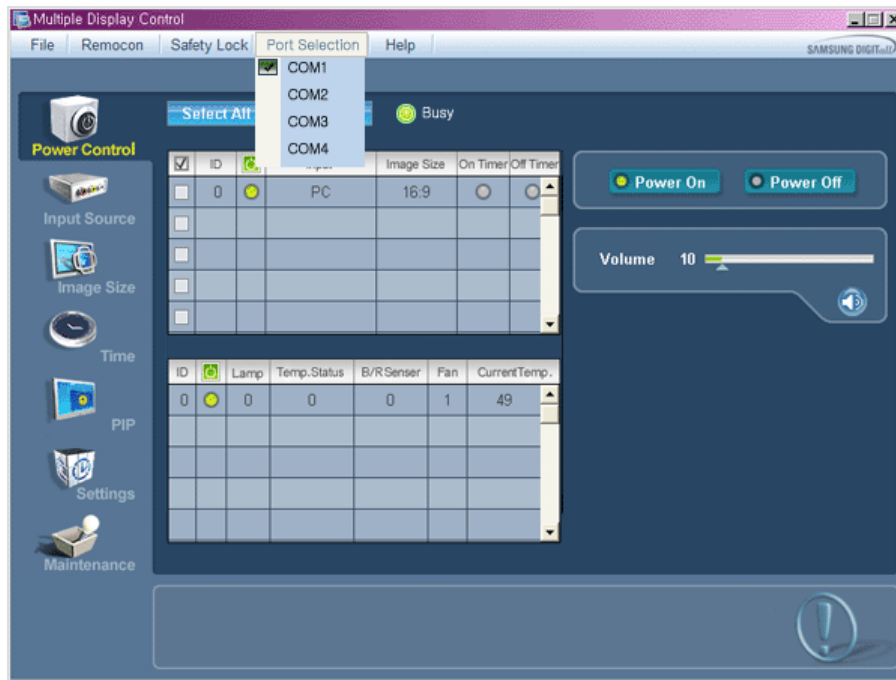 Multiple Display Control
File Remocon Safety Lock Port Selection Help
SAMSUNG DIGITall
COM1
COM2
COM3
COM4
Select All
Busy
Power Control
Input Source
Image Size
Time
PIP
Settings
Maintenance
ID Image Size On Timer Off Timer
0 PC 16:9
Power On Power Off
Volume 10
ID Lamp Temp.Status B/RSenser Fan CurrentTemp.
0 0 0 0 1 49